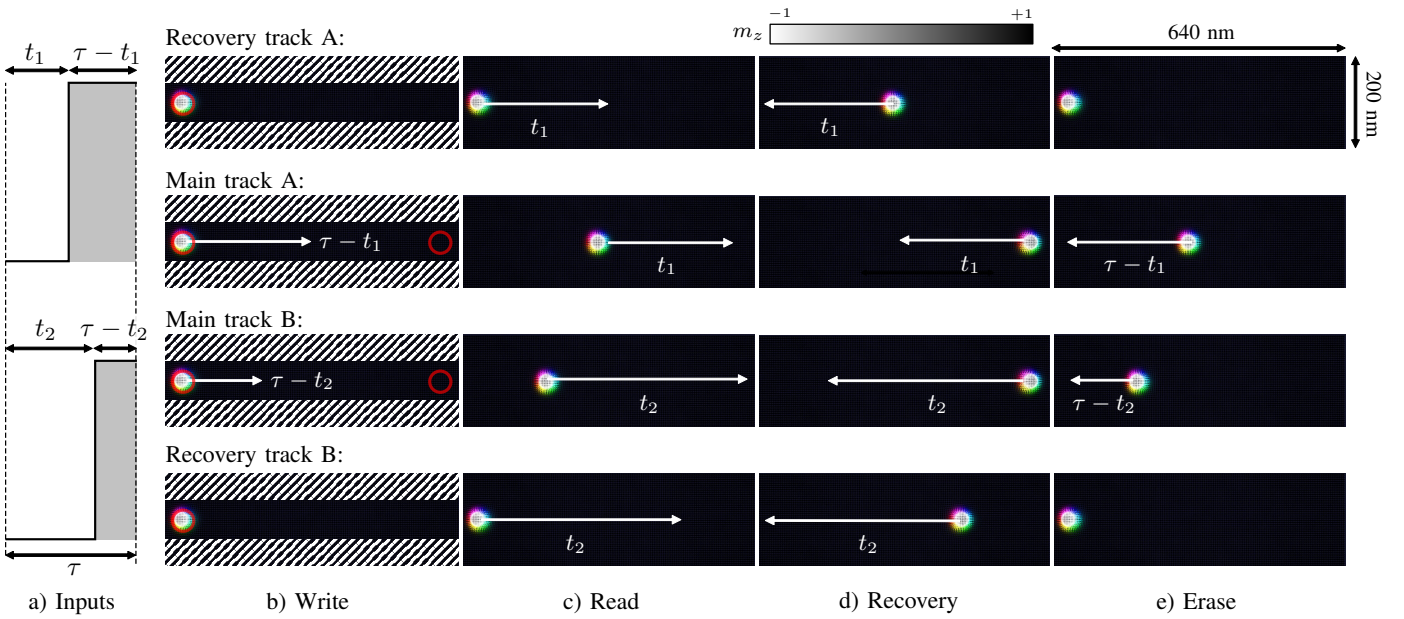 −1 +1
m_z
Recovery track A:
640 nm
t₁ τ − t₁
t₁
t₁
200 nm
Main track A:
τ − t₁
t₁
t₁
τ − t₁
Main track B:
t₂ τ − t₂
τ − t₂
t₂
t₂
τ − t₂
Recovery track B:
t₂
t₂
τ
a) Inputs b) Write c) Read d) Recovery e) Erase